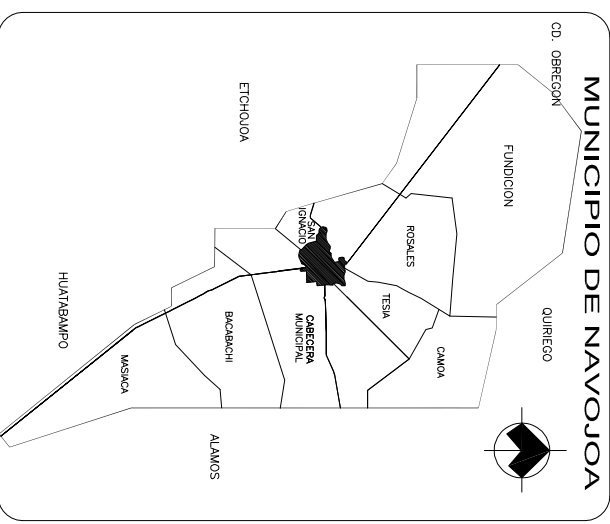 MUNICIPIO DE NAVOJOA
CD. OBREGON
QUIRIEGO
FUNDICION
ETCHOJOA
ROSALES
SAN
IGNACIO
TESIA
CAMOA
CABECERA
MUNICIPAL
BACABACHI
MASIACA
HUATABAMPO
ALAMOS